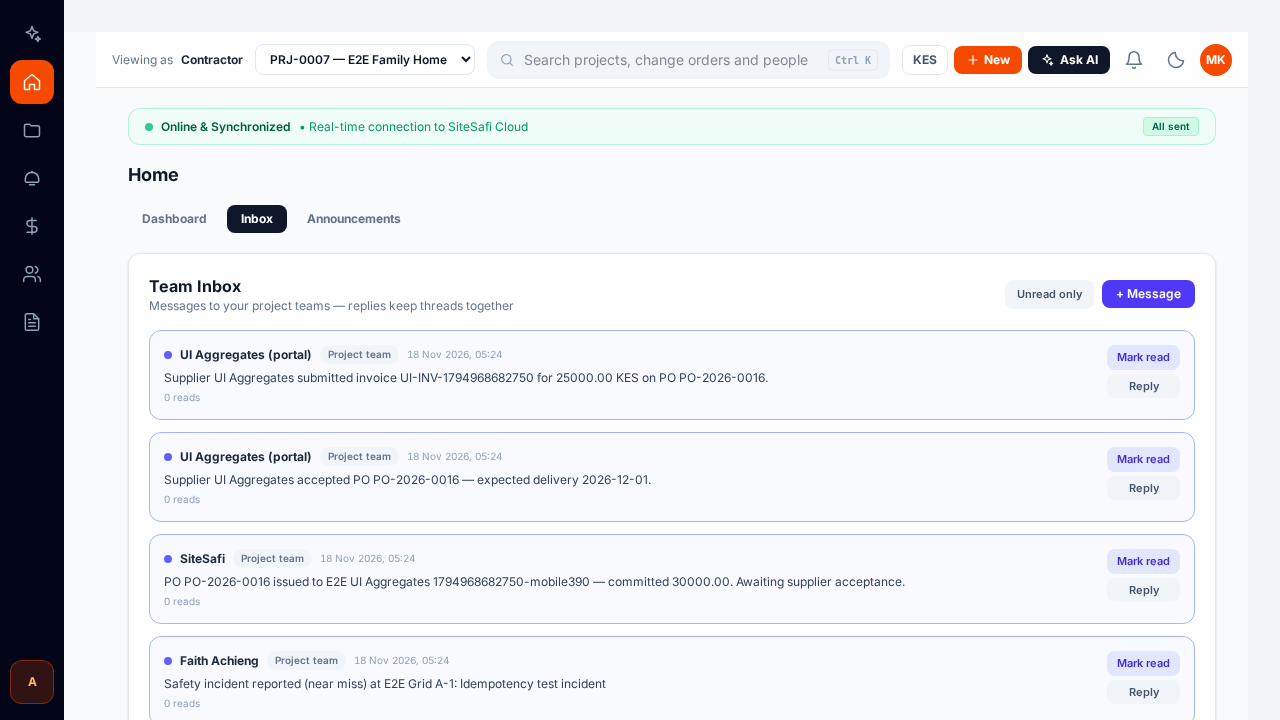 Viewing as Contractor PRJ-0007 — E2E Family Home Search projects, change orders and people Ctrl K KES + New Ask AI MK
Online & Synchronized • Real-time connection to SiteSafi Cloud All sent
Home
Dashboard Inbox Announcements
Team Inbox
Messages to your project teams — replies keep threads together
Unread only + Message
UI Aggregates (portal) Project team 18 Nov 2026, 05:24 Mark read
Supplier UI Aggregates submitted invoice UI-INV-1794968682750 for 25000.00 KES on PO PO-2026-0016. Reply
0 reads
UI Aggregates (portal) Project team 18 Nov 2026, 05:24 Mark read
Supplier UI Aggregates accepted PO PO-2026-0016 — expected delivery 2026-12-01. Reply
0 reads
SiteSafi Project team 18 Nov 2026, 05:24 Mark read
PO PO-2026-0016 issued to E2E UI Aggregates 1794968682750-mobile390 — committed 30000.00. Awaiting supplier acceptance. Reply
0 reads
Faith Achieng Project team 18 Nov 2026, 05:24 Mark read
Safety incident reported (near miss) at E2E Grid A-1: Idempotency test incident Reply
0 reads
A